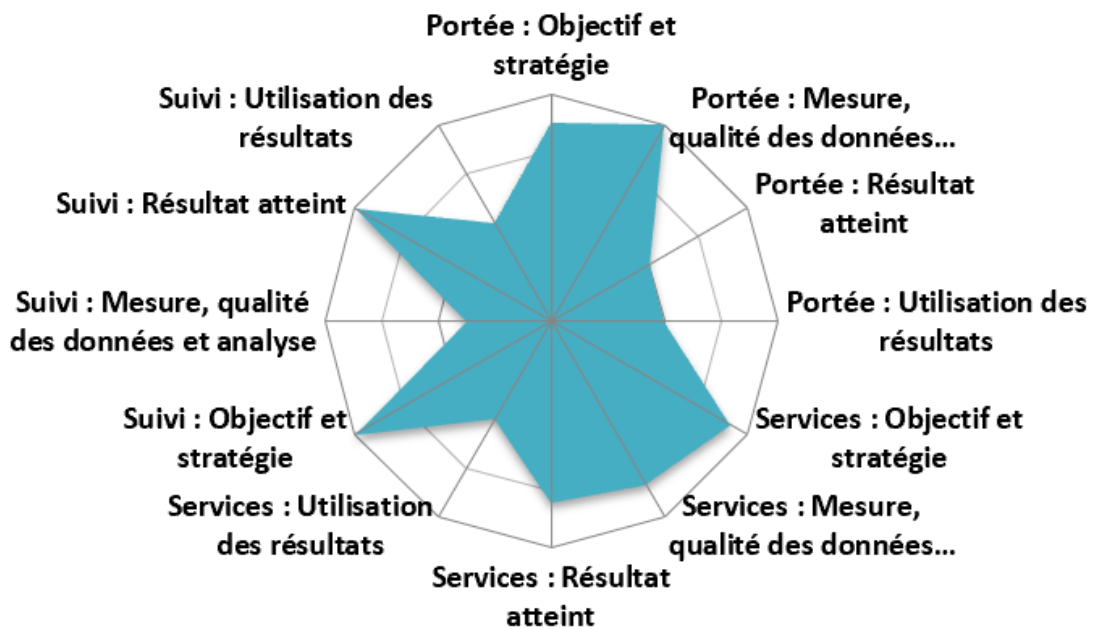 Portée : Objectif et
stratégie
Portée : Mesure,
qualité des données...
Portée : Résultat
atteint
Portée : Utilisation des
résultats
Services : Objectif et
stratégie
Services : Mesure,
qualité des données...
Services : Résultat
atteint
Services : Utilisation
des résultats
Suivi : Objectif et
stratégie
Suivi : Mesure, qualité
des données et analyse
Suivi : Résultat atteint
Suivi : Utilisation des
résultats